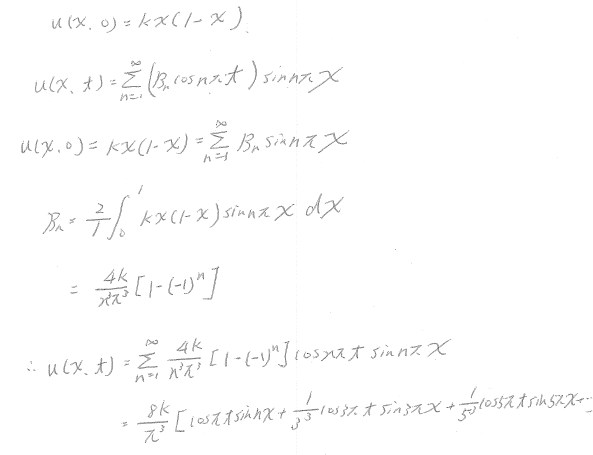 u(x, 0) = kx(1-x)
u(x, t) = ∑_{n=1}^{∞} (B_n cos nπt) sin nπx
u(x, 0) = kx(1-x) = ∑_{n=1}^{∞} B_n sin nπx
B_n = 2/1 ∫_0^1 kx(1-x) sin nπx dx
= 4k/(n³π³) [1-(-1)^n]
∴ u(x, t) = ∑_{n=1}^{∞} 4k/(n³π³) [1-(-1)^n] cos nπt sin nπx
= 8k/π³ [cos πt sin πx + 1/3³ cos 3πt sin 3πx + 1/5³ cos 5πt sin 5πx + ...